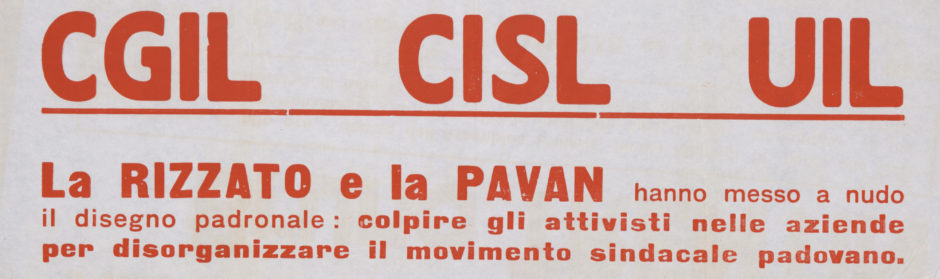 CGIL CISL UIL
La RIZZATO e la PAVAN hanno messo a nudo
il disegno padronale : colpire gli attivisti nelle aziende
per disorganizzare il movimento sindacale padovano.